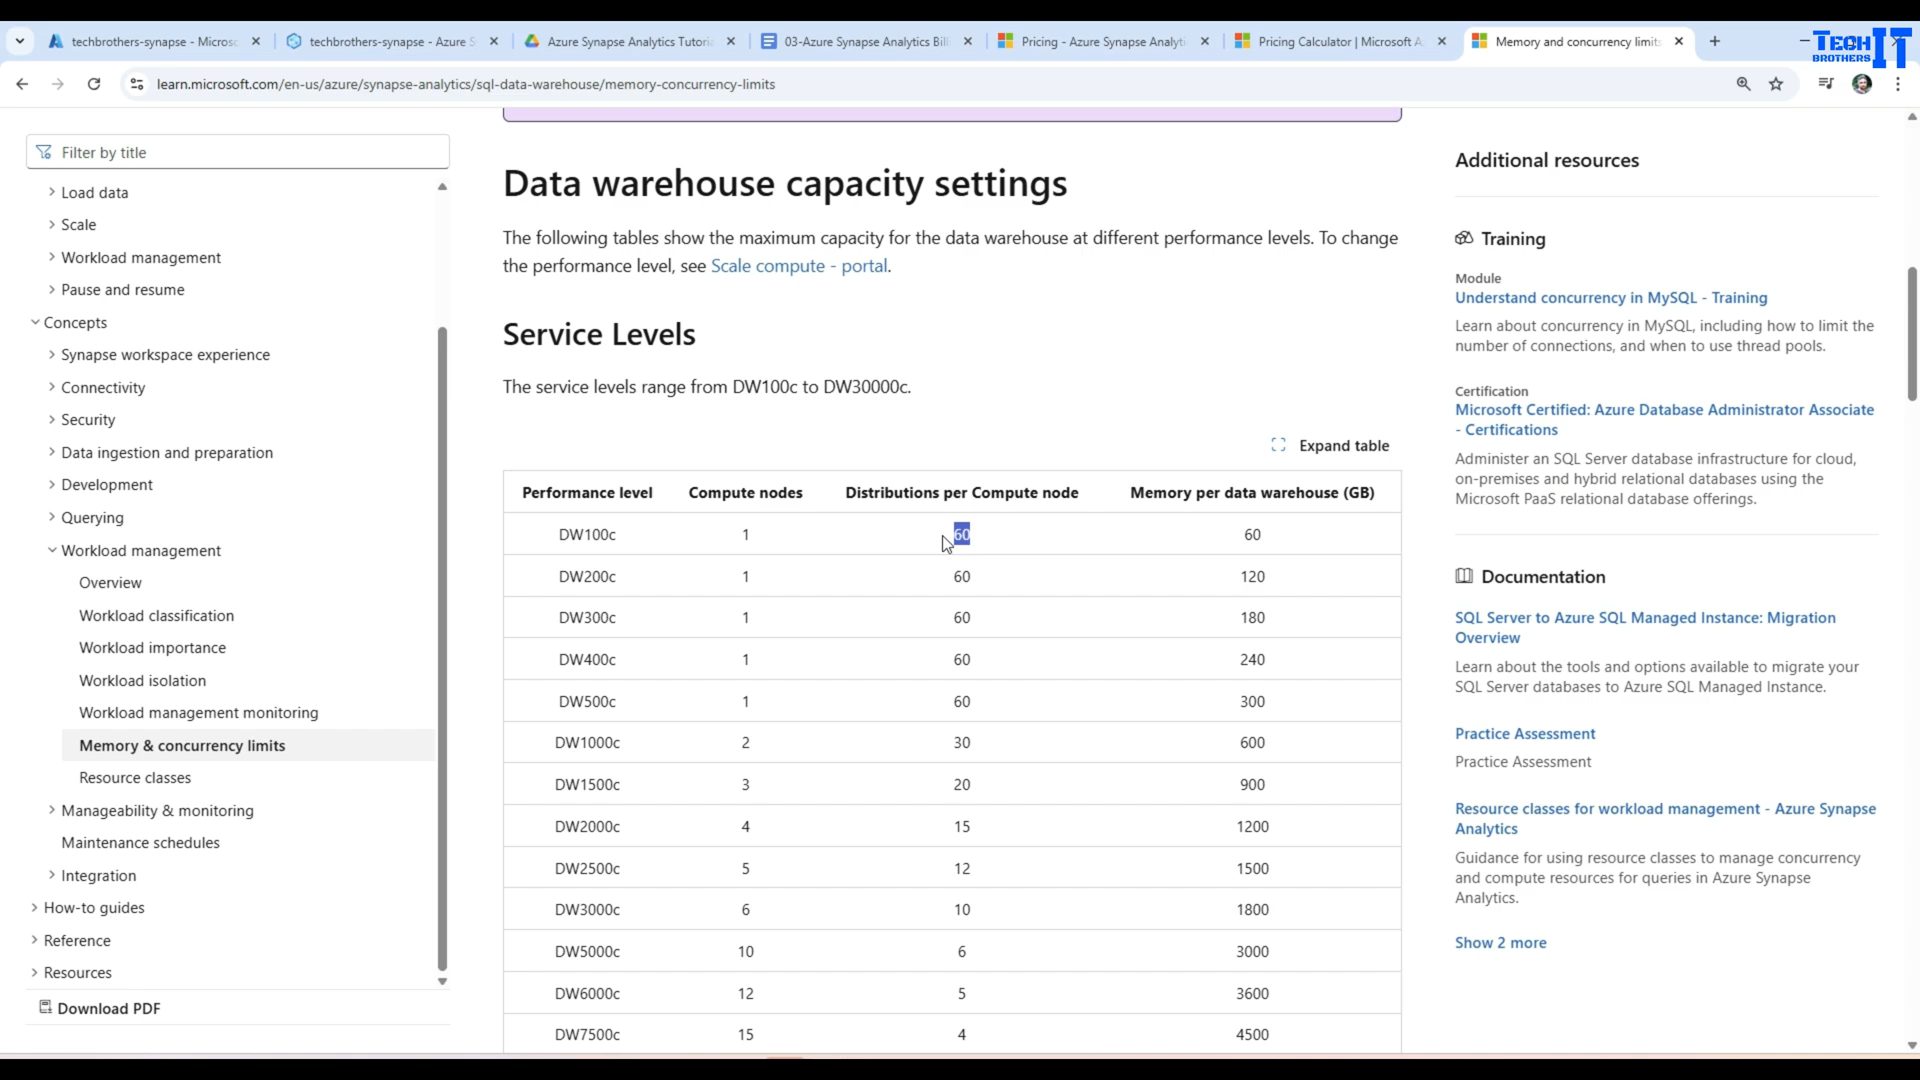 techbrothers-synapse - Microso
techbrothers-synapse - Azure S
Azure Synapse Analytics Tutori
03-Azure Synapse Analytics Bill
Pricing - Azure Synapse Analyti
Pricing Calculator | Microsoft A
Memory and concurrency limit
TECH IT
BROTHERS
learn.microsoft.com/en-us/azure/synapse-analytics/sql-data-warehouse/memory-concurrency-limits
Filter by title
Load data
Scale
Workload management
Pause and resume
Concepts
Synapse workspace experience
Connectivity
Security
Data ingestion and preparation
Development
Querying
Workload management
Overview
Workload classification
Workload importance
Workload isolation
Workload management monitoring
Memory & concurrency limits
Resource classes
Manageability & monitoring
Maintenance schedules
Integration
How-to guides
Reference
Resources
Download PDF
Data warehouse capacity settings
The following tables show the maximum capacity for the data warehouse at different performance levels. To change
the performance level, see Scale compute - portal.
Service Levels
The service levels range from DW100c to DW30000c.
Expand table
Performance level Compute nodes Distributions per Compute node Memory per data warehouse (GB)
DW100c 1 60 60
DW200c 1 60 120
DW300c 1 60 180
DW400c 1 60 240
DW500c 1 60 300
DW1000c 2 30 600
DW1500c 3 20 900
DW2000c 4 15 1200
DW2500c 5 12 1500
DW3000c 6 10 1800
DW5000c 10 6 3000
DW6000c 12 5 3600
DW7500c 15 4 4500
Additional resources
Training
Module
Understand concurrency in MySQL - Training
Learn about concurrency in MySQL, including how to limit the
number of connections, and when to use thread pools.
Certification
Microsoft Certified: Azure Database Administrator Associate
- Certifications
Administer an SQL Server database infrastructure for cloud,
on-premises and hybrid relational databases using the
Microsoft PaaS relational database offerings.
Documentation
SQL Server to Azure SQL Managed Instance: Migration
Overview
Learn about the tools and options available to migrate your
SQL Server databases to Azure SQL Managed Instance.
Practice Assessment
Practice Assessment
Resource classes for workload management - Azure Synapse
Analytics
Guidance for using resource classes to manage concurrency
and compute resources for queries in Azure Synapse
Analytics.
Show 2 more